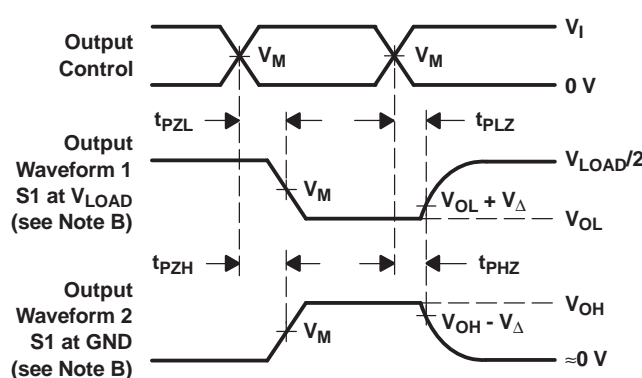 Output
Control
V_M
V_M
V_I
0 V
t_PZL
t_PLZ
Output
Waveform 1
S1 at V_LOAD
(see Note B)
V_M
V_LOAD/2
V_OL + V_Δ
V_OL
t_PZH
t_PHZ
Output
Waveform 2
S1 at GND
(see Note B)
V_M
V_OH
V_OH - V_Δ
≈0 V